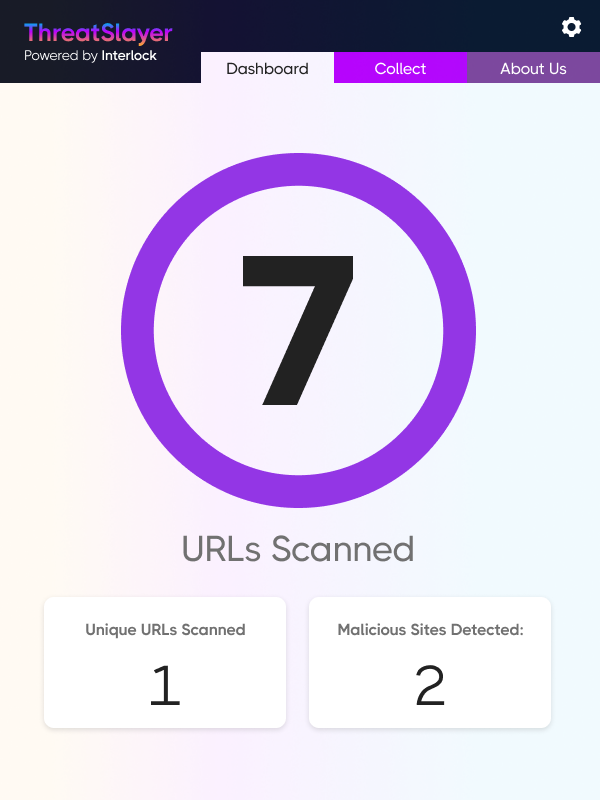 ThreatSlayer
Powered by Interlock
Dashboard
Collect
About Us
7
URLs Scanned
Unique URLs Scanned
1
Malicious Sites Detected:
2